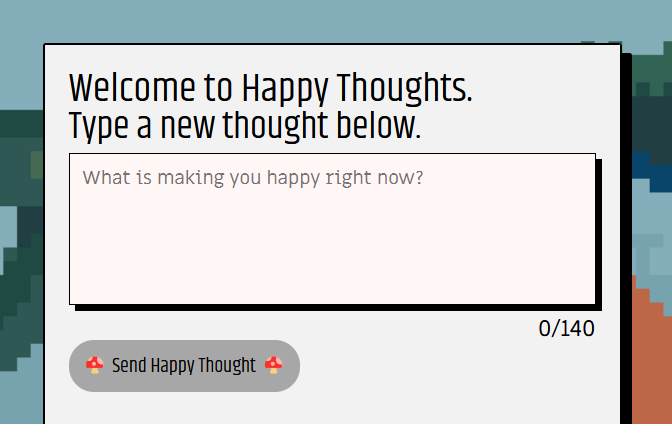 Welcome to Happy Thoughts.
Type a new thought below.
What is making you happy right now?
0/140
🍄 Send Happy Thought 🍄